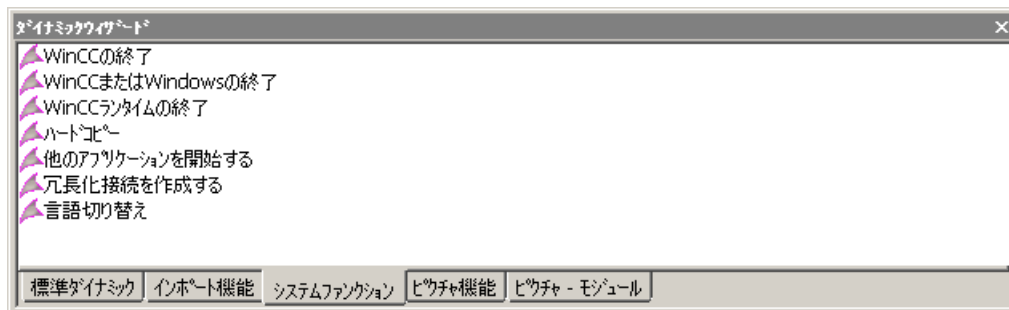 ﾀﾞｲﾅﾐｯｸｳｨｻﾞｰﾄﾞ
WinCCの終了
WinCCまたはWindowsの終了
WinCCﾗﾝﾀｲﾑの終了
ﾊｰﾄﾞｺﾋﾟｰ
他のｱﾌﾟﾘｹｰｼｮﾝを開始する
冗長化接続を作成する
言語切り替え
標準ﾀﾞｲﾅﾐｯｸ ｲﾝﾎﾟｰﾄ機能 ｼｽﾃﾑﾌｧﾝｸｼｮﾝ ﾋﾟｸﾁｬ機能 ﾋﾟｸﾁｬ - ﾓｼﾞｭｰﾙ